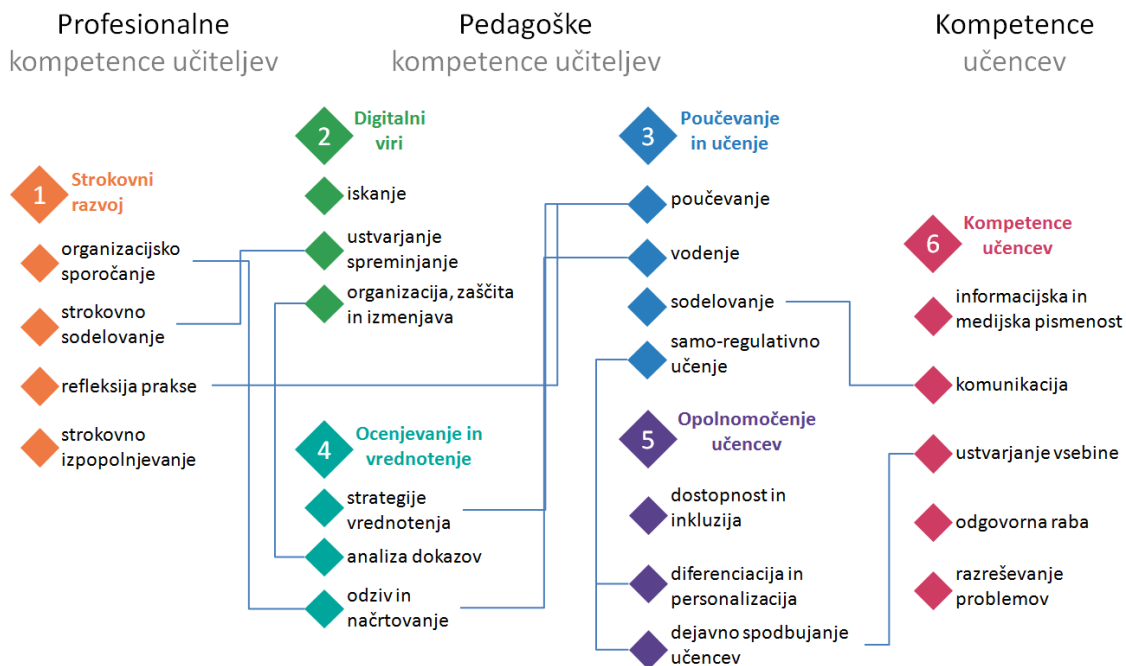 Profesionalne
kompetence učiteljev
Pedagoške
kompetence učiteljev
Kompetence
učencev
1
Strokovni
razvoj
organizacijsko
sporočanje
strokovno
sodelovanje
refleksija prakse
strokovno
izpopolnjevanje
2
Digitalni
viri
iskanje
ustvarjanje
spreminjanje
organizacija, zaščita
in izmenjava
4
Ocenjevanje in
vrednotenje
strategije
vrednotenja
analiza dokazov
odziv in
načrtovanje
3
Poučevanje
in učenje
poučevanje
vodenje
sodelovanje
samo-regulativno
učenje
5
Opolnomočenje
učencev
dostopnost in
inkluzija
diferenciacija in
personalizacija
dejavno spodbujanje
učencev
6
Kompetence
učencev
informacijska in
medijska pismenost
komunikacija
ustvarjanje vsebine
odgovorna raba
razreševanje
problemov